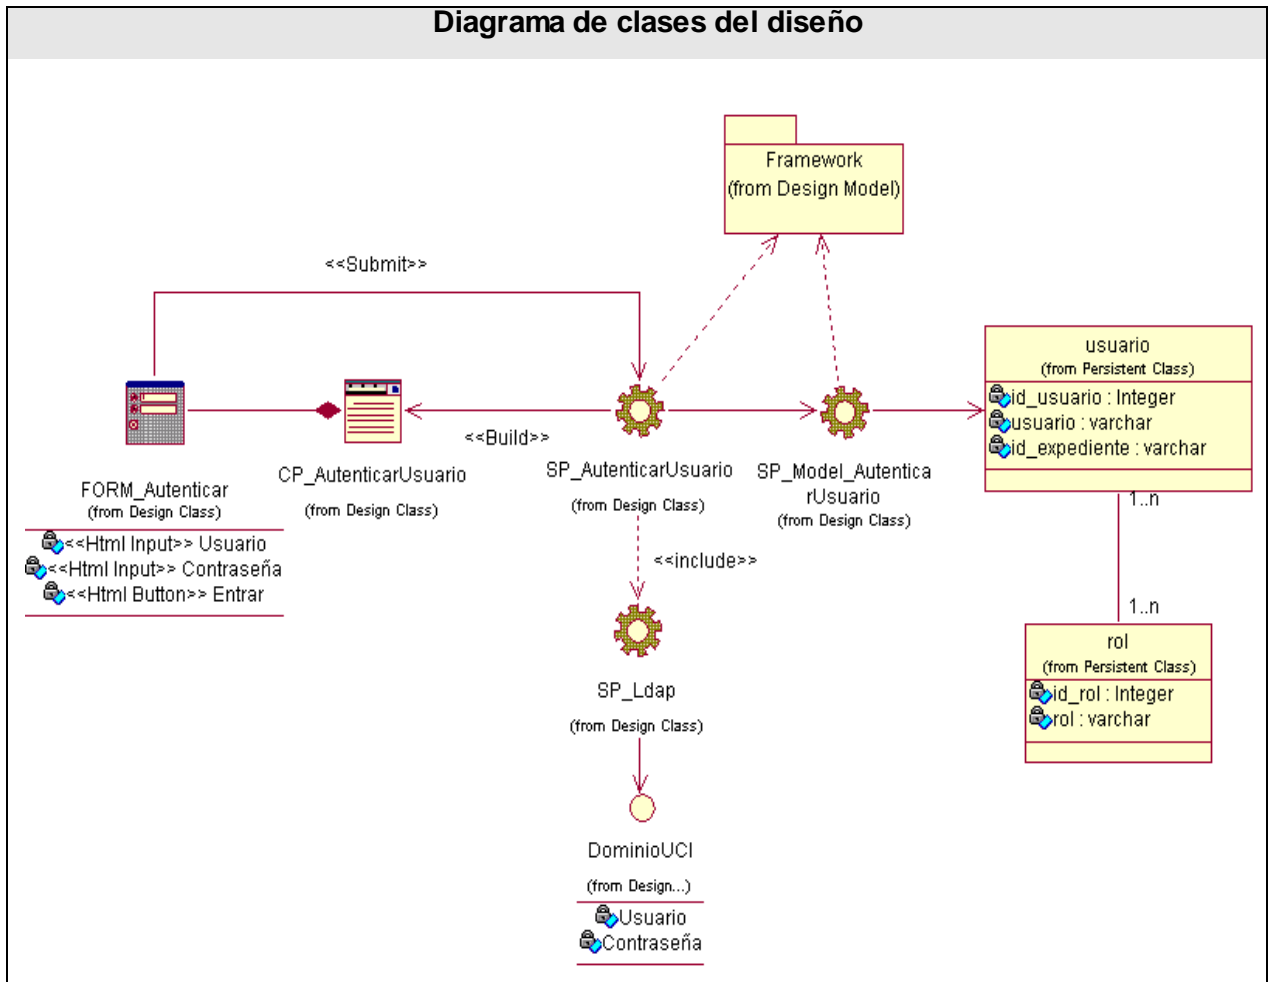 Diagrama de clases del diseño
Framework
(from Design Model)
<<Submit>>
usuario
(from Persistent Class)
id_usuario : Integer
usuario : varchar
id_expediente : varchar
<<Build>>
FORM_Autenticar
(from Design Class)
<<Html Input>> Usuario
<<Html Input>> Contraseña
<<Html Button>> Entrar
CP_AutenticarUsuario
(from Design Class)
SP_AutenticarUsuario
(from Design Class)
SP_Model_Autentica
rUsuario
(from Design Class)
1..n
1..n
<<include>>
rol
(from Persistent Class)
id_rol : Integer
rol : varchar
SP_Ldap
(from Design Class)
DominioUCI
(from Design...)
Usuario
Contraseña